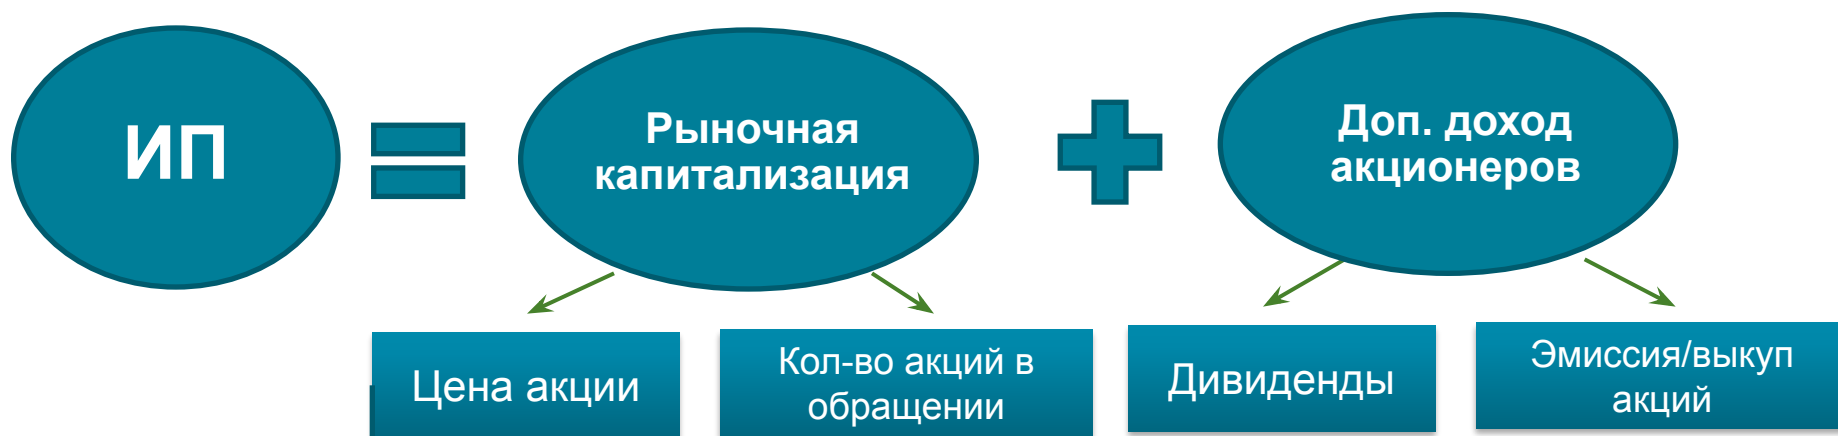 ИП
Рыночная
капитализация
Доп. доход
акционеров
Цена акции
Кол-во акций в
обращении
Дивиденды
Эмиссия/выкуп
акций